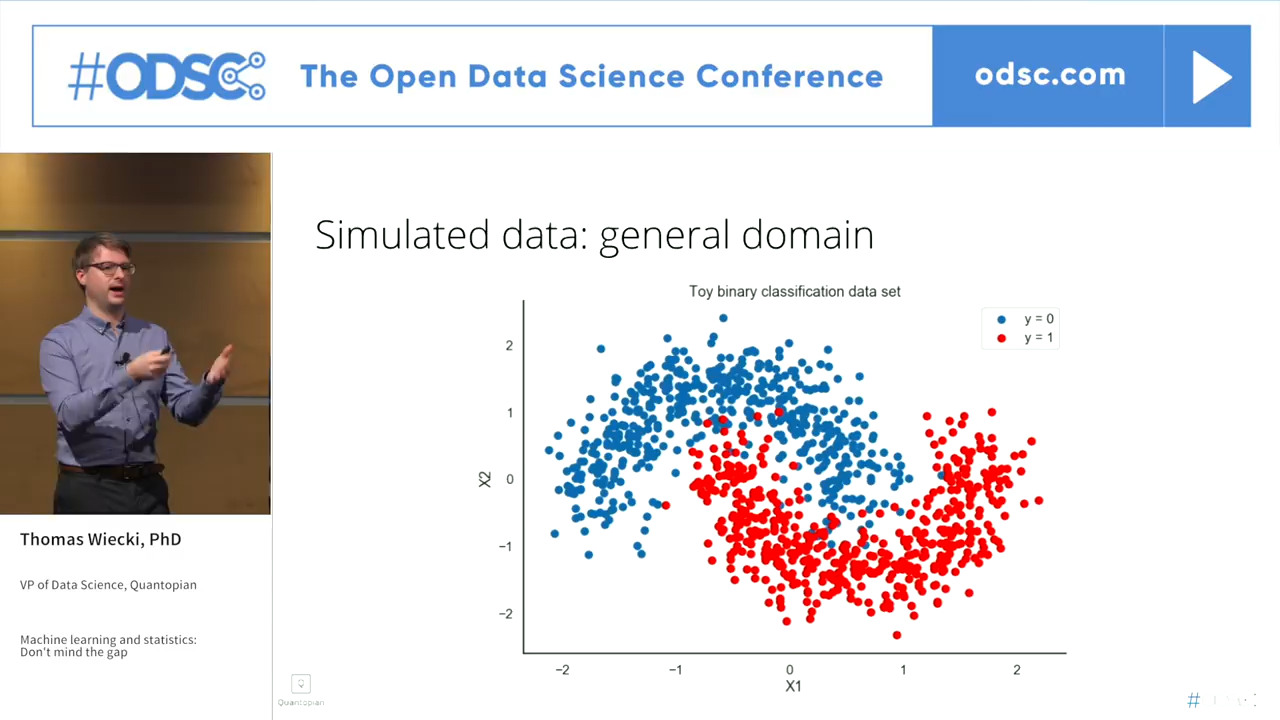 #ODSC
The Open Data Science Conference
odsc.com
Simulated data: general domain
Toy binary classification data set
y = 0
y = 1
2
1
0
−1
−2
X2
−2
−1
0
1
2
X1
Thomas Wiecki, PhD
VP of Data Science, Quantopian
Machine learning and statistics:
Don't mind the gap
Quantopian
#